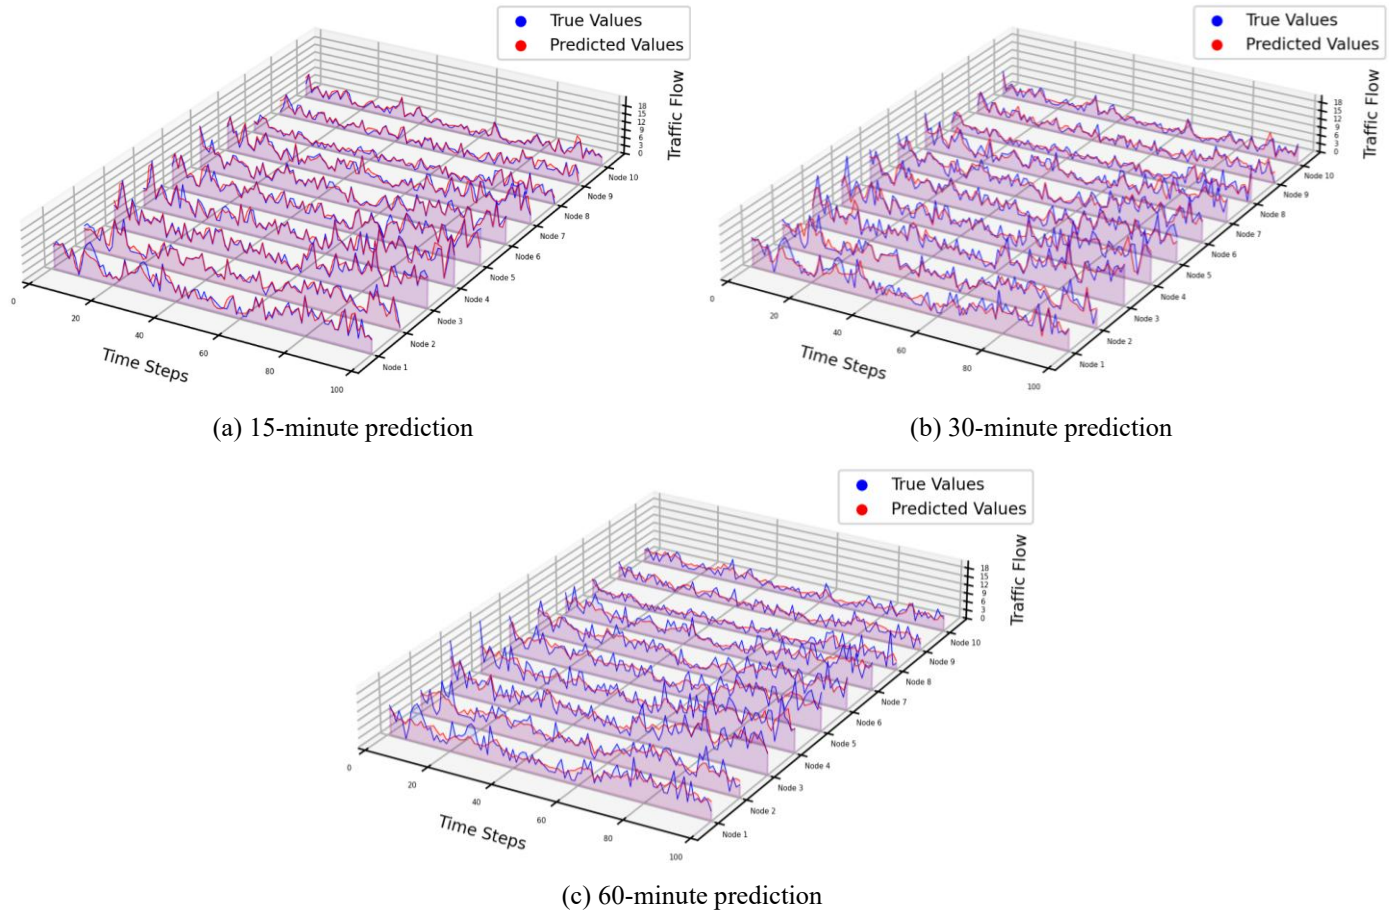 True Values
Predicted Values
Traffic Flow
18
15
12
9
6
3
0
Node 10
Node 9
Node 8
Node 7
Node 6
Node 5
Node 4
Node 3
Node 2
Node 1
0
20
40
60
80
100
Time Steps
(a) 15-minute prediction
True Values
Predicted Values
Traffic Flow
18
15
12
9
6
3
0
Node 10
Node 9
Node 8
Node 7
Node 6
Node 5
Node 4
Node 3
Node 2
Node 1
0
20
40
60
80
100
Time Steps
(b) 30-minute prediction
True Values
Predicted Values
Traffic Flow
18
15
12
9
6
3
0
Node 10
Node 9
Node 8
Node 7
Node 6
Node 5
Node 4
Node 3
Node 2
Node 1
0
20
40
60
80
100
Time Steps
(c) 60-minute prediction